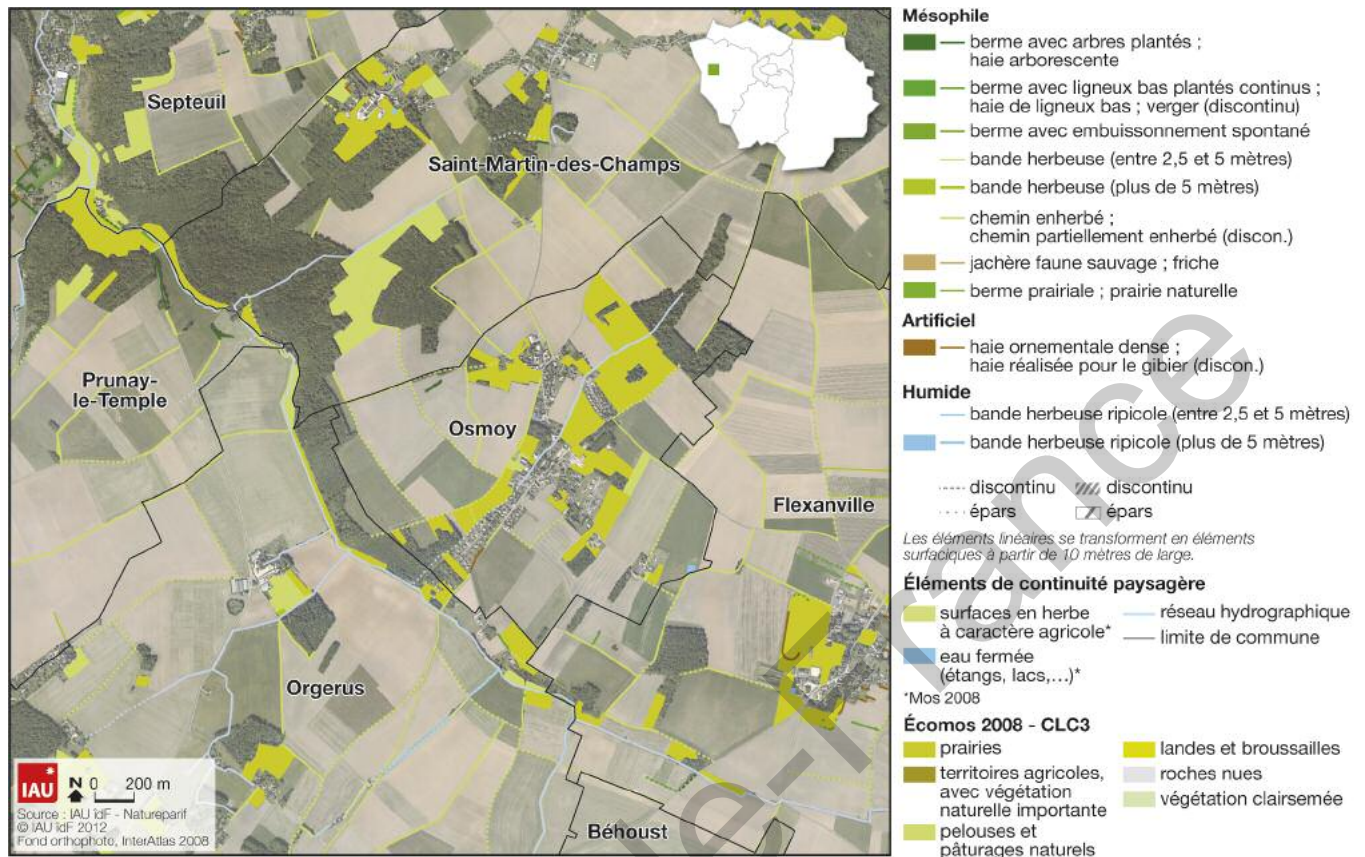 Septeuil
Saint-Martin-des-Champs
Prunay-
le-Temple
Osmoy
Flexanville
Orgerus
Béhoust
IAU
N 0 200 m
Source : IAU îdF - Natureparif
© IAU îdF 2012
Fond orthophoto, InterAtlas 2008
Mésophile
berme avec arbres plantés ;
haie arborescente
berme avec ligneux bas plantés continus ;
haie de ligneux bas ; verger (discontinu)
berme avec embuissonnement spontané
bande herbeuse (entre 2,5 et 5 mètres)
bande herbeuse (plus de 5 mètres)
chemin enherbé ;
chemin partiellement enherbé (discon.)
jachère faune sauvage ; friche
berme prairiale ; prairie naturelle
Artificiel
haie ornementale dense ;
haie réalisée pour le gibier (discon.)
Humide
bande herbeuse ripicole (entre 2,5 et 5 mètres)
bande herbeuse ripicole (plus de 5 mètres)
discontinu discontinu
épars épars
Les éléments linéaires se transforment en éléments
surfaciques à partir de 10 mètres de large.
Éléments de continuité paysagère
surfaces en herbe
à caractère agricole*
réseau hydrographique
limite de commune
eau fermée
(étangs, lacs,...)*
*Mos 2008
Écomos 2008 - CLC3
prairies
territoires agricoles,
avec végétation
naturelle importante
pelouses et
pâturages naturels
landes et broussailles
roches nues
végétation clairsemée